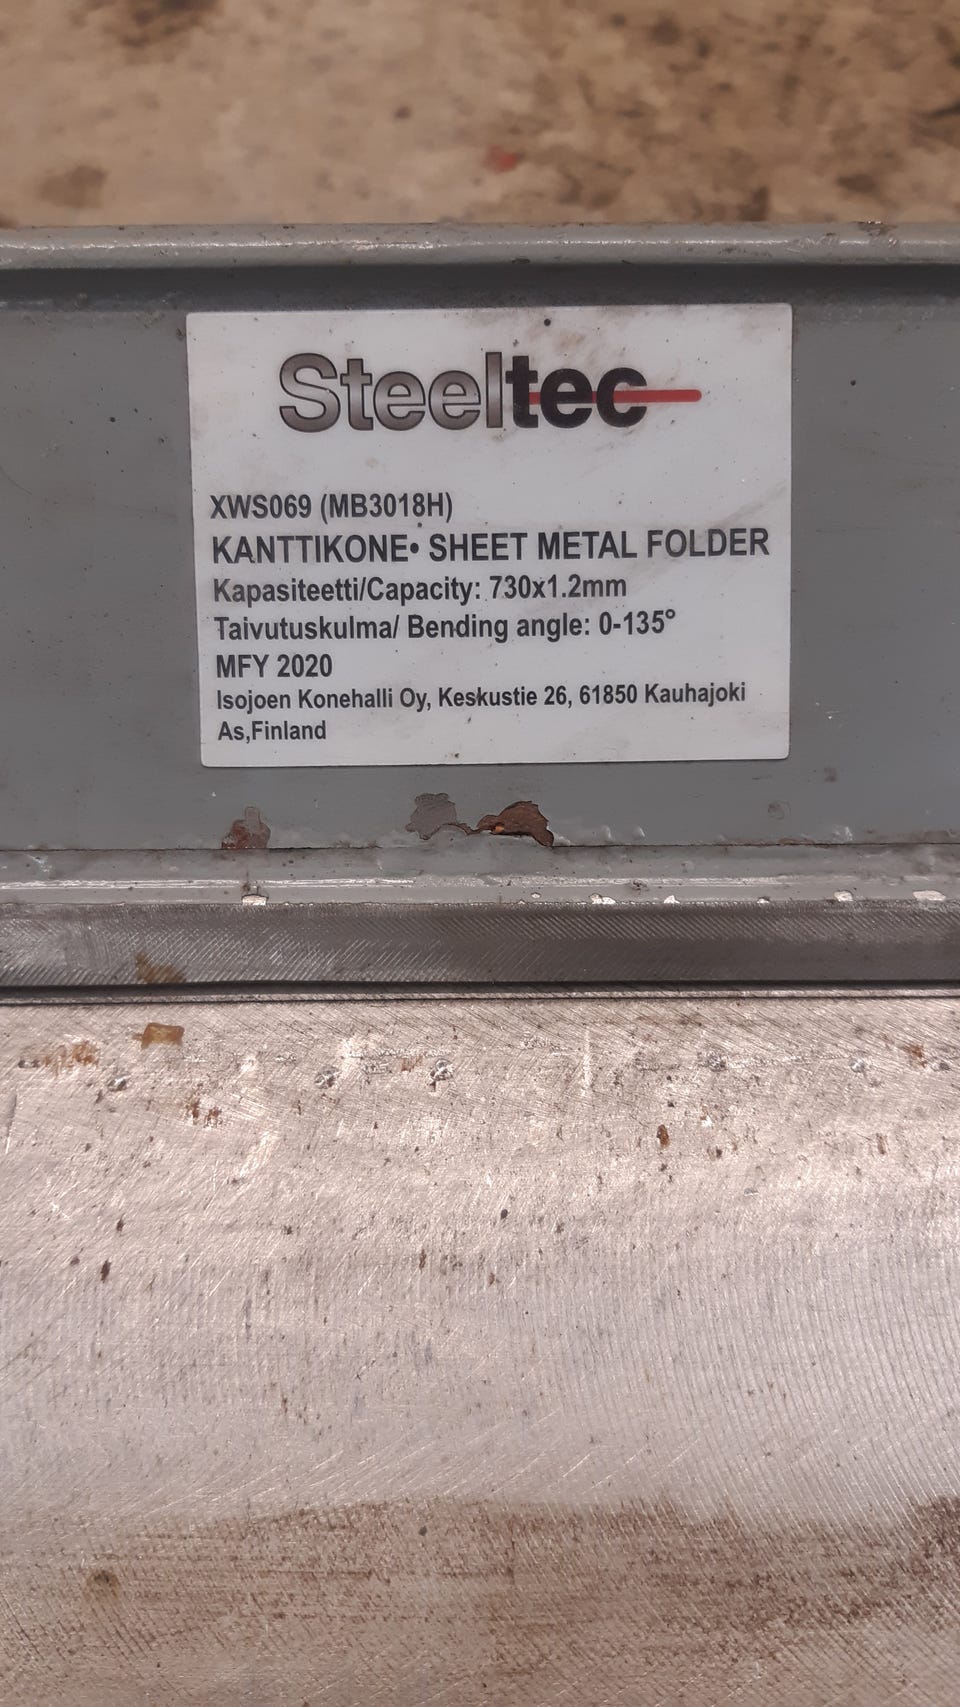 Steeltec
XWS069 (MB3018H)
KANTTIKONE• SHEET METAL FOLDER
Kapasiteetti/Capacity: 730x1.2mm
Taivutuskulma/ Bending angle: 0-135°
MFY 2020
Isojoen Konehalli Oy, Keskustie 26, 61850 Kauhajoki
As,Finland